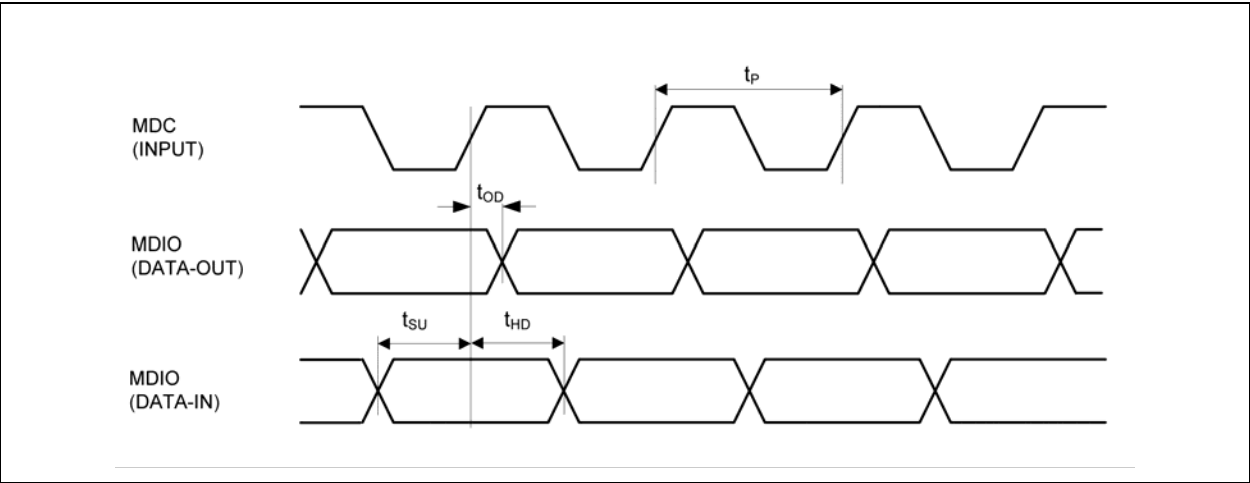 tP
MDC
(INPUT)
tOD
MDIO
(DATA-OUT)
tSU
tHD
MDIO
(DATA-IN)